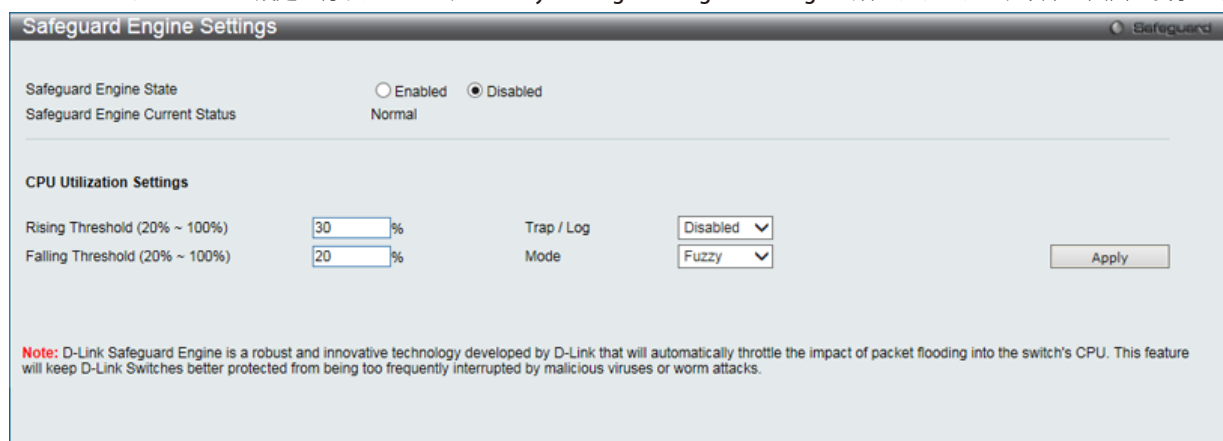 Safeguard Engine Settings
Safeguard
Safeguard Engine State Enabled Disabled
Safeguard Engine Current Status Normal
CPU Utilization Settings
Rising Threshold (20% ~ 100%) 30 % Trap / Log Disabled
Falling Threshold (20% ~ 100%) 20 % Mode Fuzzy Apply
Note: D-Link Safeguard Engine is a robust and innovative technology developed by D-Link that will automatically throttle the impact of packet flooding into the switch's CPU. This feature
will keep D-Link Switches better protected from being too frequently interrupted by malicious viruses or worm attacks.